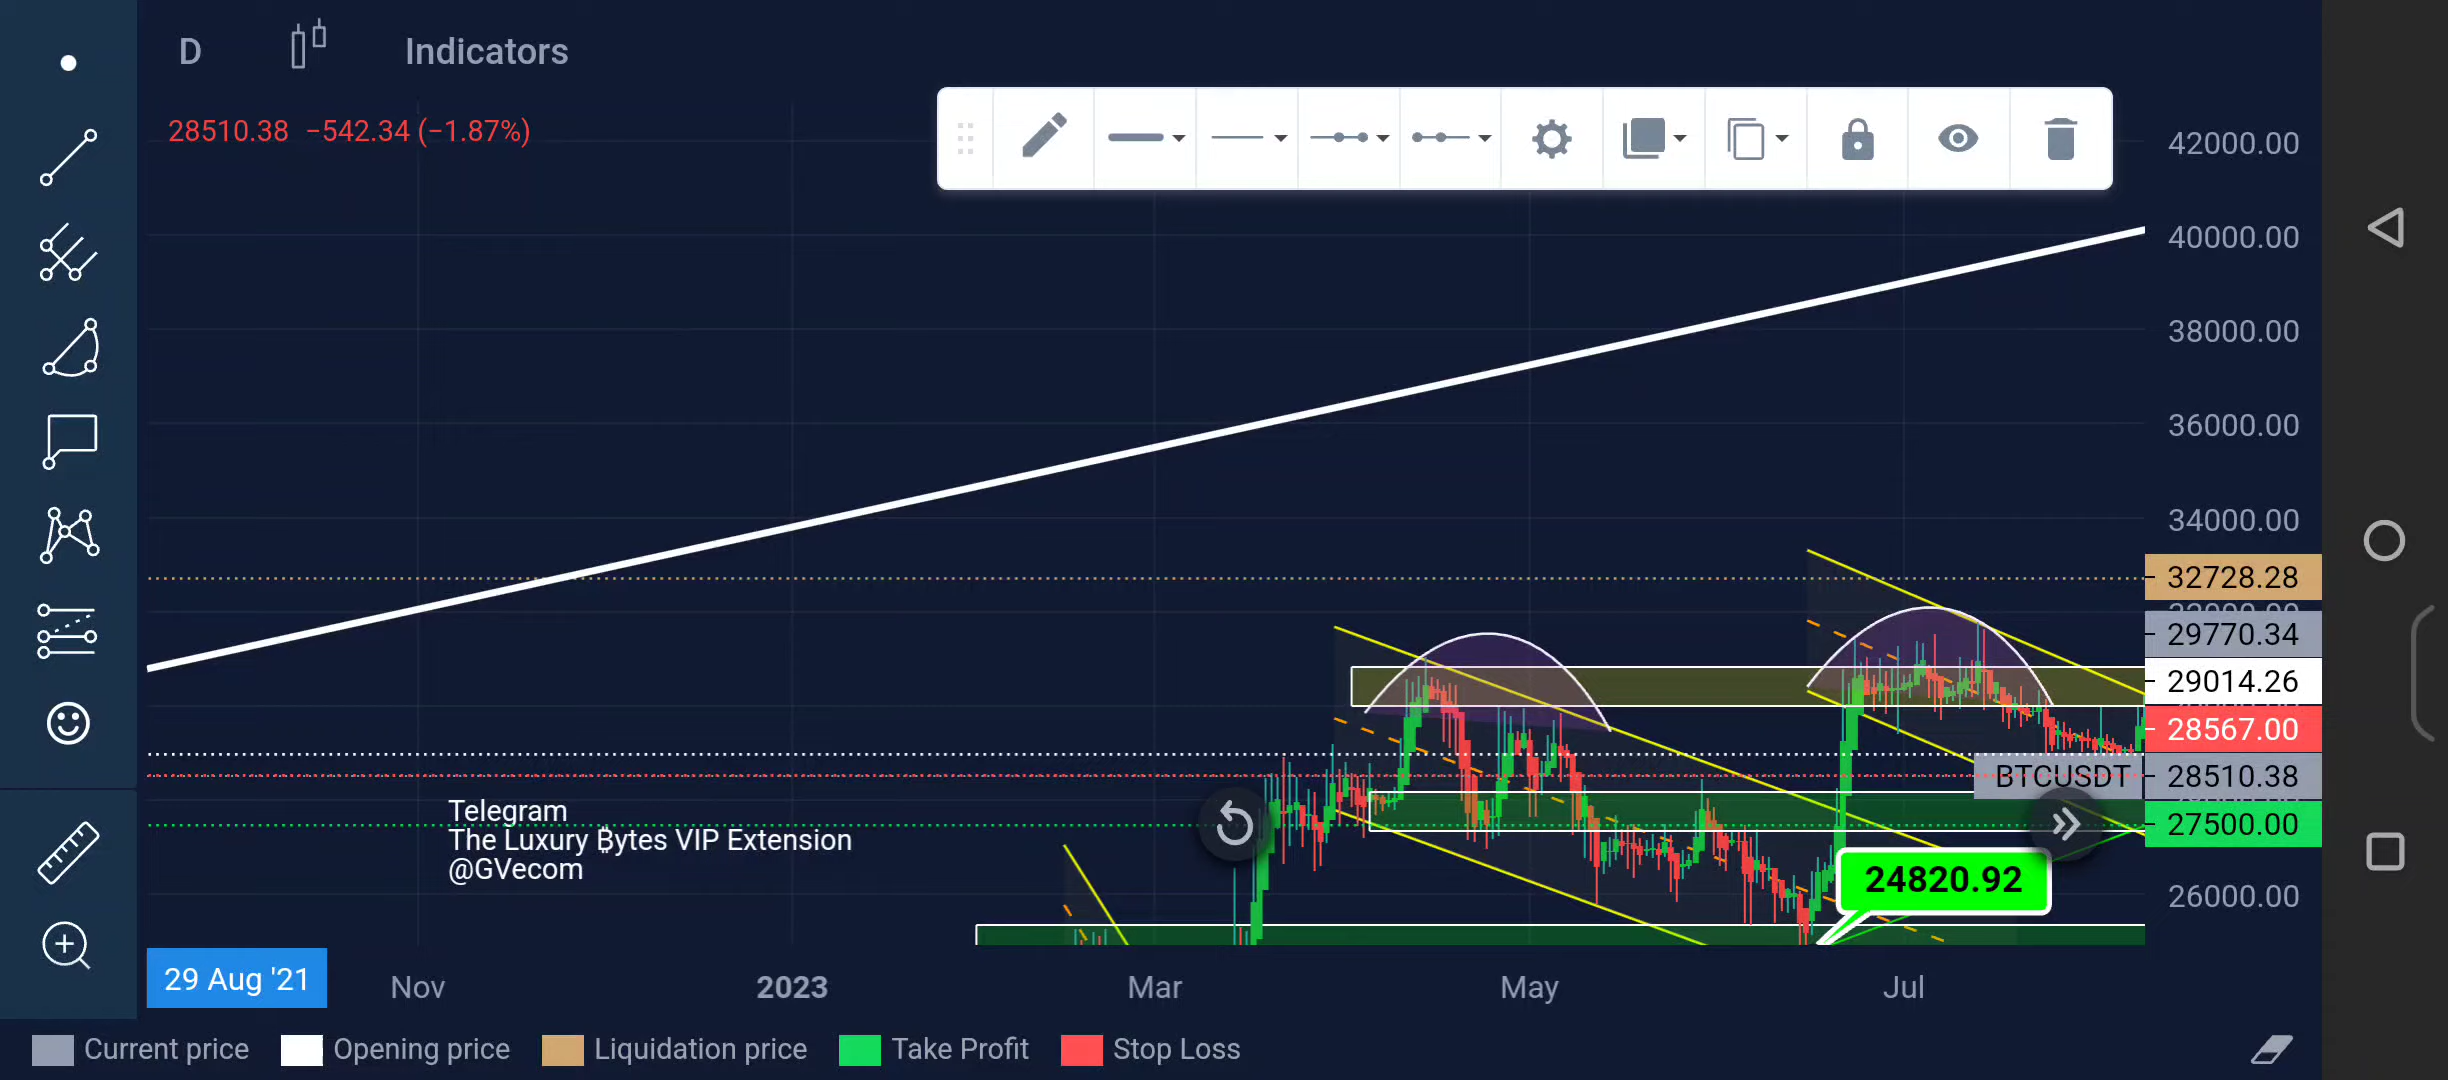 D
Indicators
28510.38 −542.34 (−1.87%)
42000.00
40000.00
38000.00
36000.00
34000.00
32728.28
29770.34
29014.26
28567.00
BTCUSDT
28510.38
27500.00
26000.00
Telegram
The Luxury ₿ytes VIP Extension
@GVecom
24820.92
29 Aug '21
Nov
2023
Mar
May
Jul
Current price
Opening price
Liquidation price
Take Profit
Stop Loss